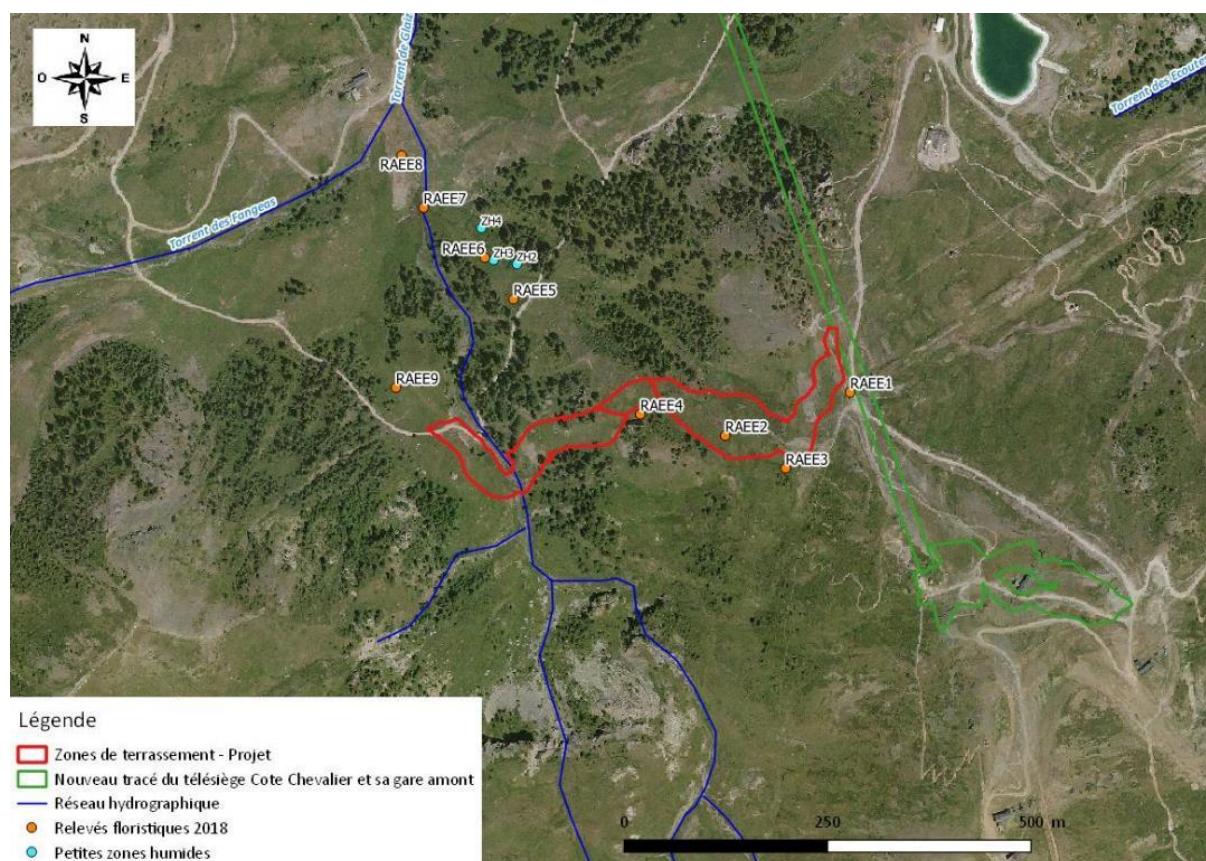 N
O
E
S
Torrent de Glaiz
Torrent des Ecoutes
RAEE8
Torrent des Fangeas
RAEE7
ZH4
RAEE6
ZH3
ZH2
RAEE5
RAEE9
RAEE1
RAEE4
RAEE2
RAEE3
Légende
Zones de terrassement - Projet
Nouveau tracé du télésiège Cote Chevalier et sa gare amont
Réseau hydrographique
Relevés floristiques 2018
Petites zones humides
0
250
500 m